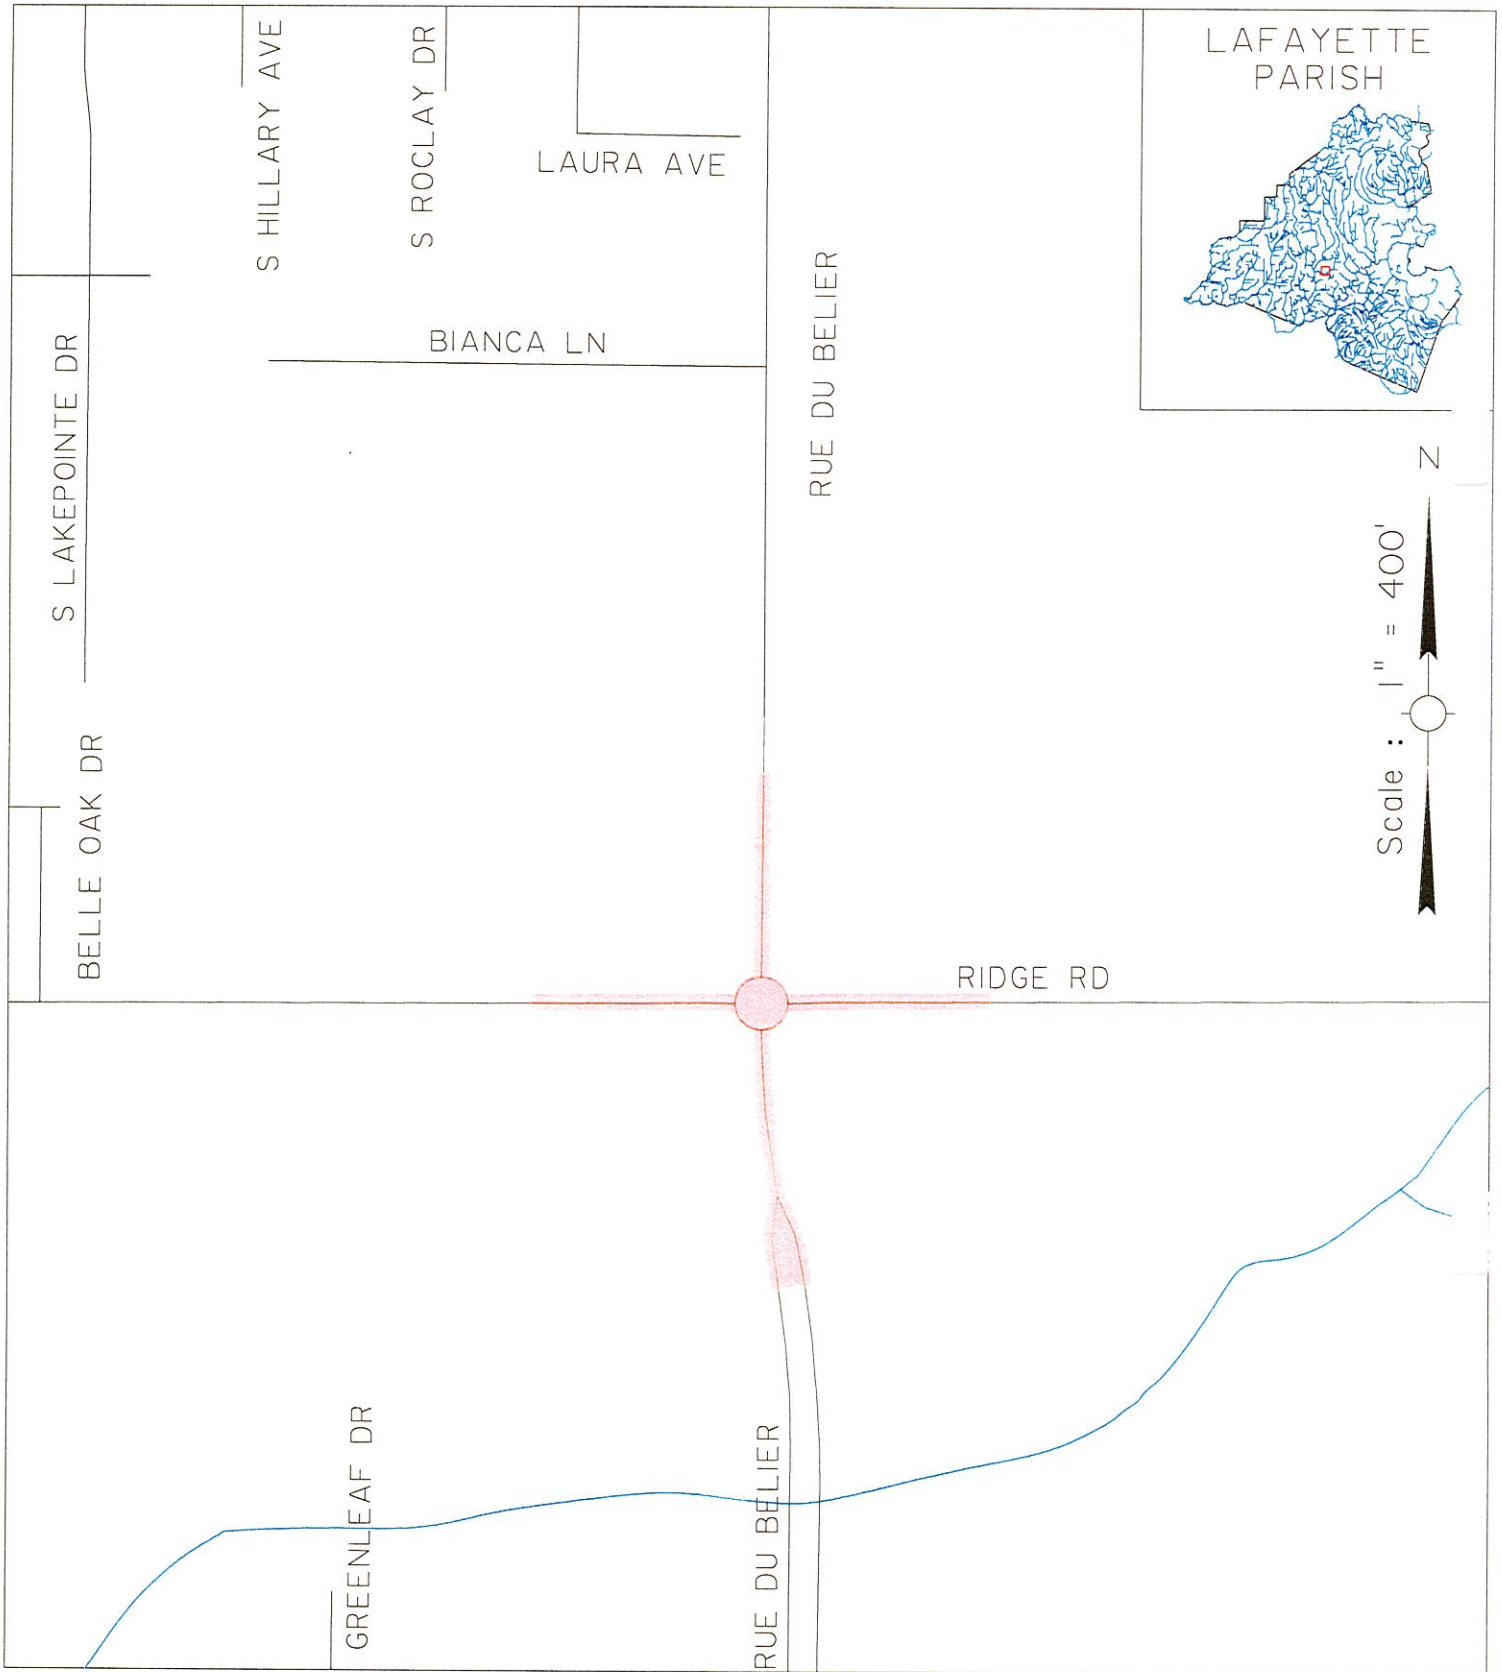 S HILLARY AVE
S ROCLAY DR
LAURA AVE
LAFAYETTE
PARISH
RUE DU BELIER
BIANCA LN
S LAKEPOINTE DR
N
Scale : 1" = 400'
BELLE OAK DR
RIDGE RD
GREENLEAF DR
RUE DU BELIER